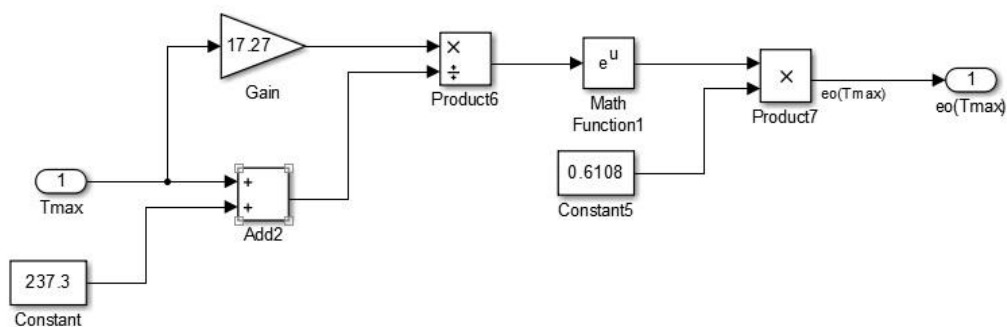 17.27
Gain
×
÷
Product6
e^u
Math
Function1
×
Product7
eo(Tmax)
1
eo(Tmax)
0.6108
Constant5
1
Tmax
+
+
Add2
237.3
Constant